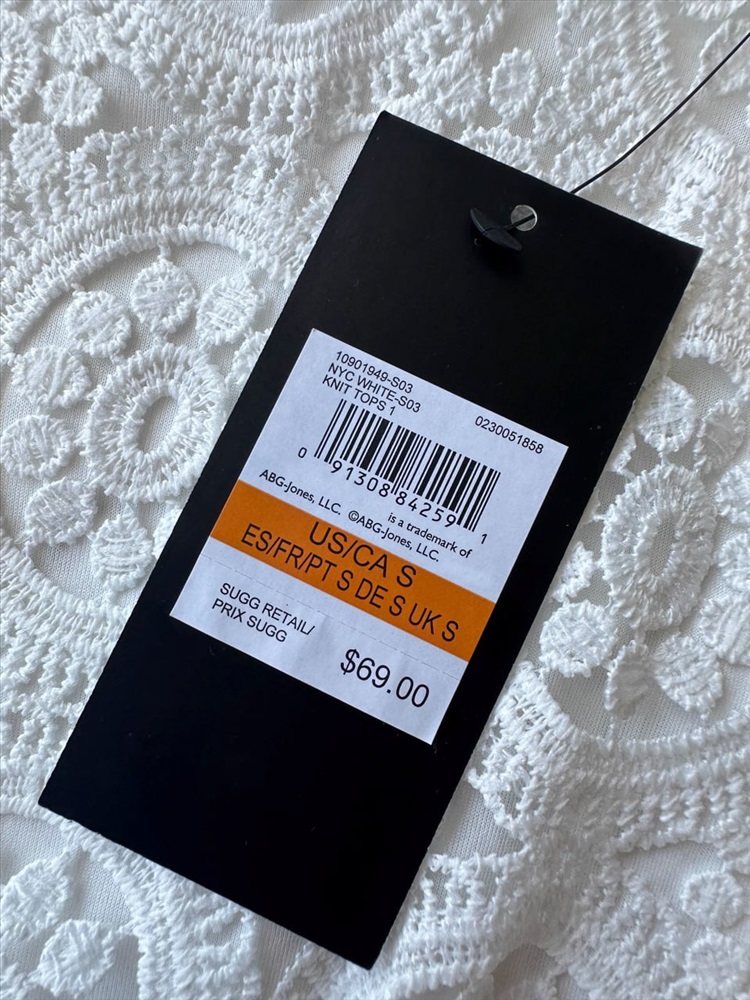 10901949-S03
NYC WHITE-S03
KNIT TOPS 1
0230051858
0 91308 84259 1
ABG-Jones, LLC. is a trademark of
©ABG-Jones, LLC.
US/CA S
ES/FR/PT S DE S UK S
SUGG RETAIL/
PRIX SUGG
$69.00